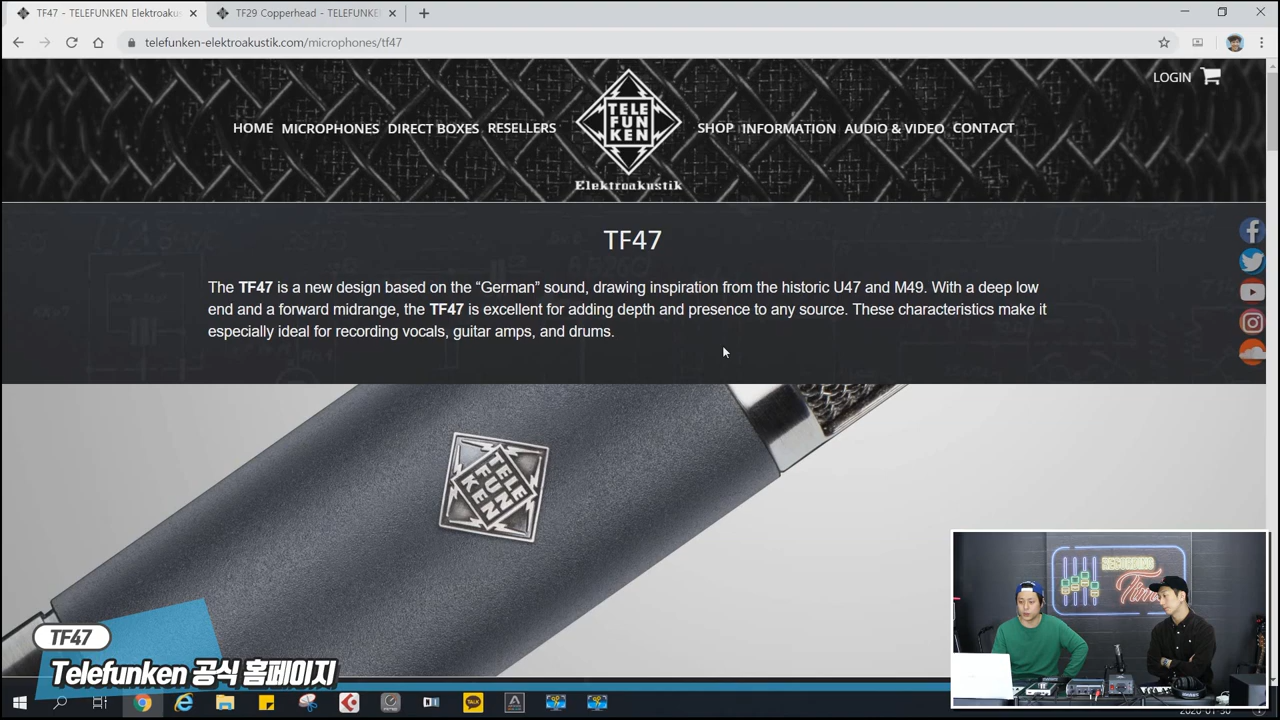 TF47 - TELEFUNKEN Elektroakus
TF29 Copperhead - TELEFUNKE
telefunken-elektroakustik.com/microphones/tf47
LOGIN
HOME MICROPHONES DIRECT BOXES RESELLERS
TELE
FUN
KEN
Elektroakustik
SHOP INFORMATION AUDIO & VIDEO CONTACT
TF47
The TF47 is a new design based on the “German” sound, drawing inspiration from the historic U47 and M49. With a deep low
end and a forward midrange, the TF47 is excellent for adding depth and presence to any source. These characteristics make it
especially ideal for recording vocals, guitar amps, and drums.
TELE
FUN
KEN
RECORDING
Time
TF47
Telefunken 공식 홈페이지
TALK